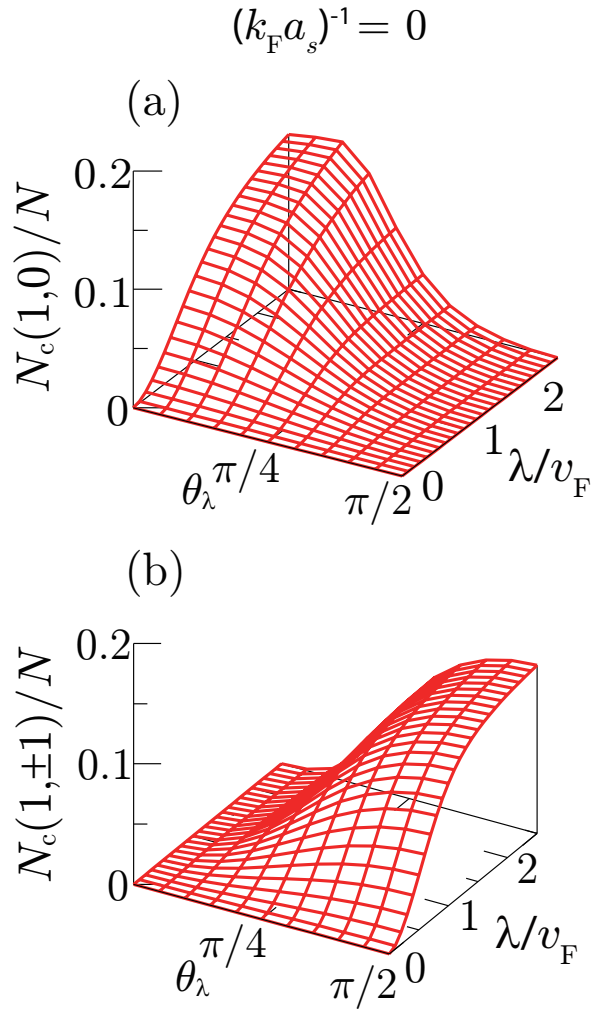 (k_F a_s)^-1 = 0
(a)
N_c(1,0)/N
0.2
0.1
0
θ_λ
π/4
π/2
0
1
2
λ/v_F
(b)
N_c(1,±1)/N
0.2
0.1
0
θ_λ
π/4
π/2
0
1
2
λ/v_F